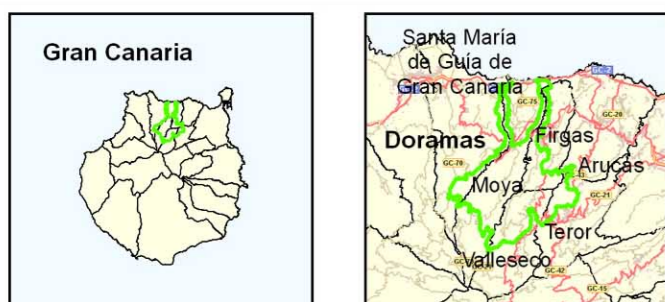 Gran Canaria
Santa María
de Guía de
Gran Canaria
GC-2
GC-75
GC-20
Doramas
Firgas
GC-70
Arucas
Moya
GC-21
Teror
Valleseco
GC-42
GC-15